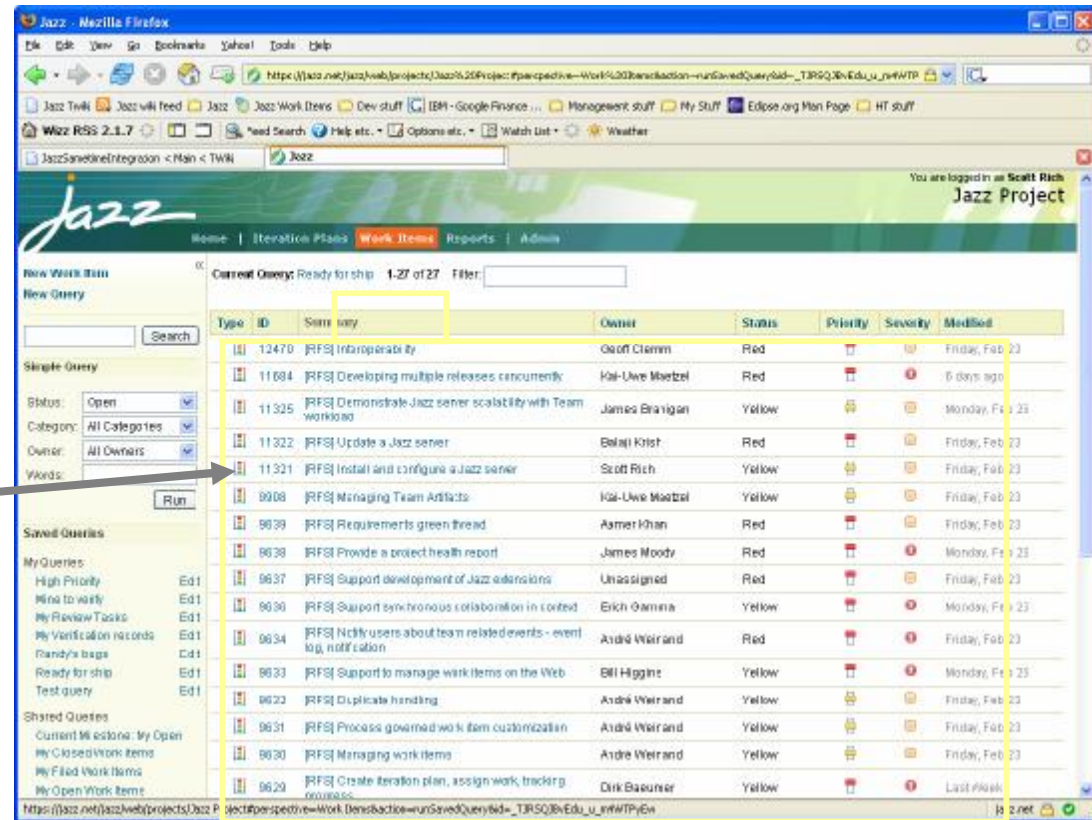 Jazz - Mozilla Firefox
File Edit View Go Bookmarks Yahoo! Tools Help
Jazz Twiki Jazz wiki feed Jazz Jazz Work Items Dev stuff IBM - Google Finance ... Management stuff My Stuff Eclipse.org Main Page HT stuff
Wizz RSS 2.1.7 Feed Search Help etc. Options etc. Watch List Weather
JazzSametimeIntegration < Main < TWiki Jazz
You are logged in as Scott Rich
Jazz Project
Jazz
Home | Iteration Plans Work Items Reports | Admin
New Work Item
New Query
Current Query: Ready for ship 1-27 of 27 Filter:
Search
Simple Query
Status: Open
Category: All Categories
Owner: All Owners
Words:
Run
Saved Queries
My Queries
High Priority Edit
Mine to verify Edit
My Review Tasks Edit
My Verification records Edit
Randy's bugs Edit
Ready for ship Edit
Test query Edit
Shared Queries
Current Milestone: My Open
My Closed Work Items
My Filed Work Items
My Open Work Items
Type ID Summary Owner Status Priority Severity Modified
12470 [RFS] Interoperability Geoff Clemm Red Friday, Feb 23
11684 [RFS] Developing multiple releases concurrently Kai-Uwe Maetzel Red 6 days ago
11325 [RFS] Demonstrate Jazz server scalability with Team workload James Branigan Yellow Monday, Feb
11322 [RFS] Update a Jazz server Balaji Krish Red Friday, Feb 23
11321 [RFS] Install and configure a Jazz server Scott Rich Yellow Friday, Feb 23
9908 [RFS] Managing Team Artifacts Kai-Uwe Maetzel Yellow Friday, Feb 23
9839 [RFS] Requirements green thread Aamer Khan Red Friday, Feb 23
[RFS] Provide a project health report James Moody Red Monday, Feb
9637 [RFS] Support development of Jazz extensions Unassigned Red Friday, Feb 23
9636 [RFS] Support synchronous collaboration in context Erich Gamma Yellow Monday, Feb
9634 [RFS] Notify users about team related events - event log, notification André Weinand Red Friday, Feb 23
9633 [RFS] Support to manage work items on the Web Bill Higgins Yellow Monday, Feb
[RFS] Duplicate handling André Weinand Yellow Friday, Feb 23
9631 [RFS] Process governed work item customization André Weinand Yellow Friday, Feb 23
9630 [RFS] Managing work items Andre Weinand Yellow Friday, Feb 23
9629 [RFS] Create iteration plan, assign work, tracking progress Dirk Baeumer Yellow Last Week
jazz.net